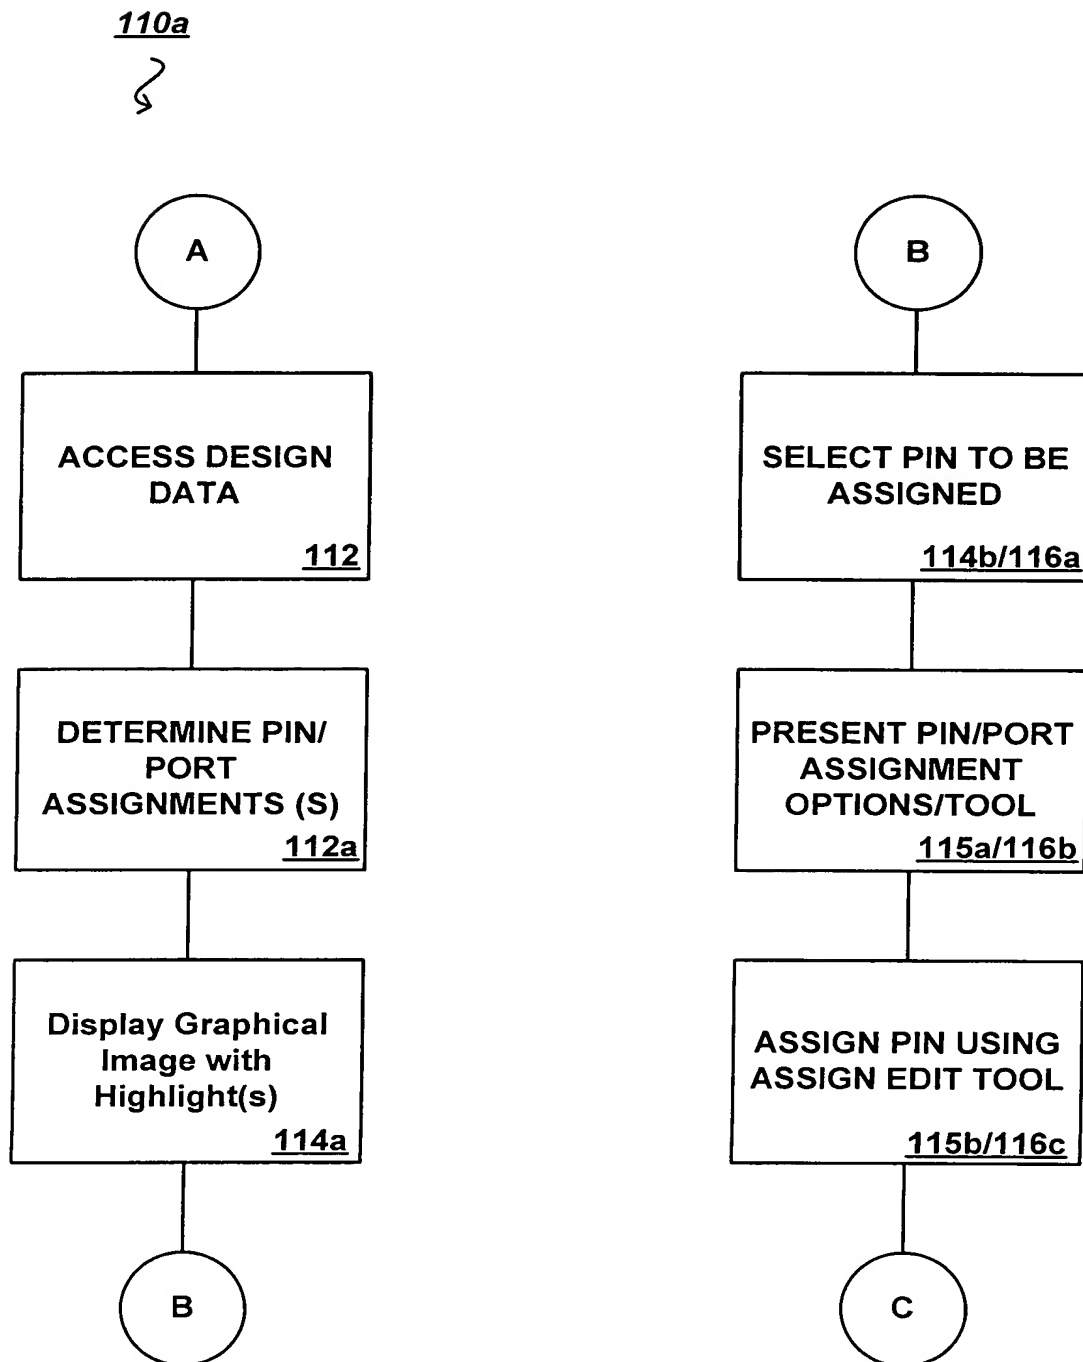 110a
A
ACCESS DESIGN
DATA
112
DETERMINE PIN/
PORT
ASSIGNMENTS (S)
112a
Display Graphical
Image with
Highlight(s)
114a
B
B
SELECT PIN TO BE
ASSIGNED
114b/116a
PRESENT PIN/PORT
ASSIGNMENT
OPTIONS/TOOL
115a/116b
ASSIGN PIN USING
ASSIGN EDIT TOOL
115b/116c
C